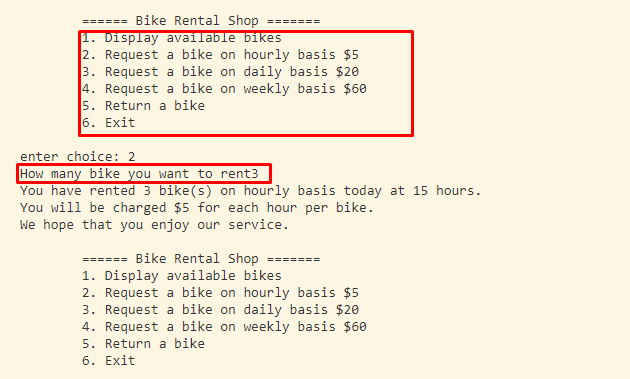 ====== Bike Rental Shop =======
1. Display available bikes
2. Request a bike on hourly basis $5
3. Request a bike on daily basis $20
4. Request a bike on weekly basis $60
5. Return a bike
6. Exit
enter choice: 2
How many bike you want to rent3
You have rented 3 bike(s) on hourly basis today at 15 hours.
You will be charged $5 for each hour per bike.
We hope that you enjoy our service.
====== Bike Rental Shop =======
1. Display available bikes
2. Request a bike on hourly basis $5
3. Request a bike on daily basis $20
4. Request a bike on weekly basis $60
5. Return a bike
6. Exit